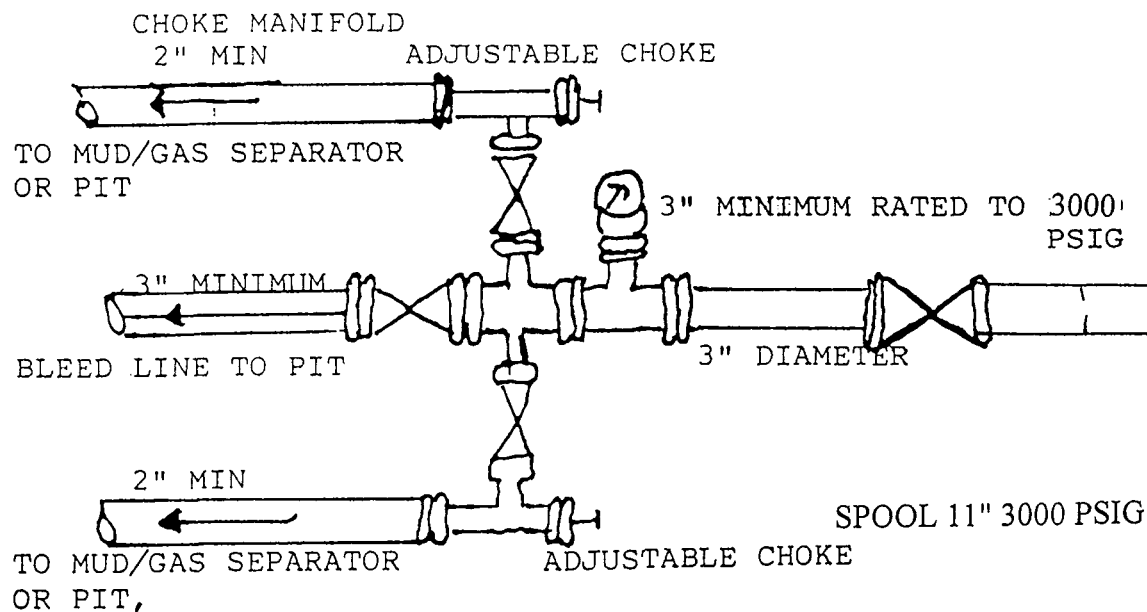 CHOKE MANIFOLD
2" MIN
ADJUSTABLE CHOKE
TO MUD/GAS SEPARATOR
OR PIT
3" MINIMUM RATED TO 3000
PSIG
3" MINIMUM
BLEED LINE TO PIT
3" DIAMETER
2" MIN
SPOOL 11" 3000 PSIG
TO MUD/GAS SEPARATOR
OR PIT,
ADJUSTABLE CHOKE